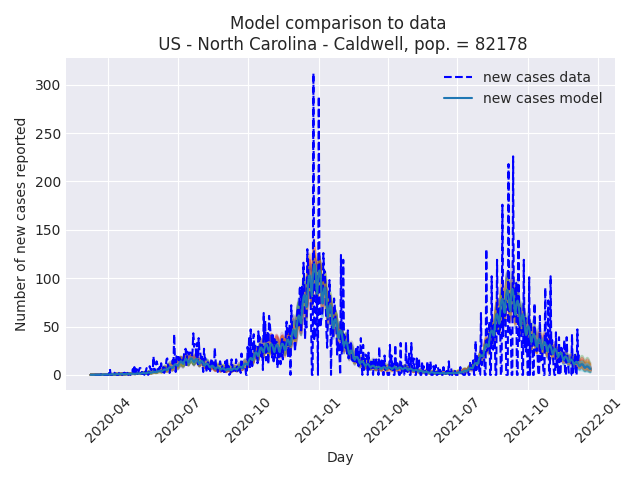 Model comparison to data
US - North Carolina - Caldwell, pop. = 82178
new cases data
new cases model
Number of new cases reported
300
250
200
150
100
50
0
2020-04
2020-07
2020-10
2021-01
2021-04
2021-07
2021-10
2022-01
Day